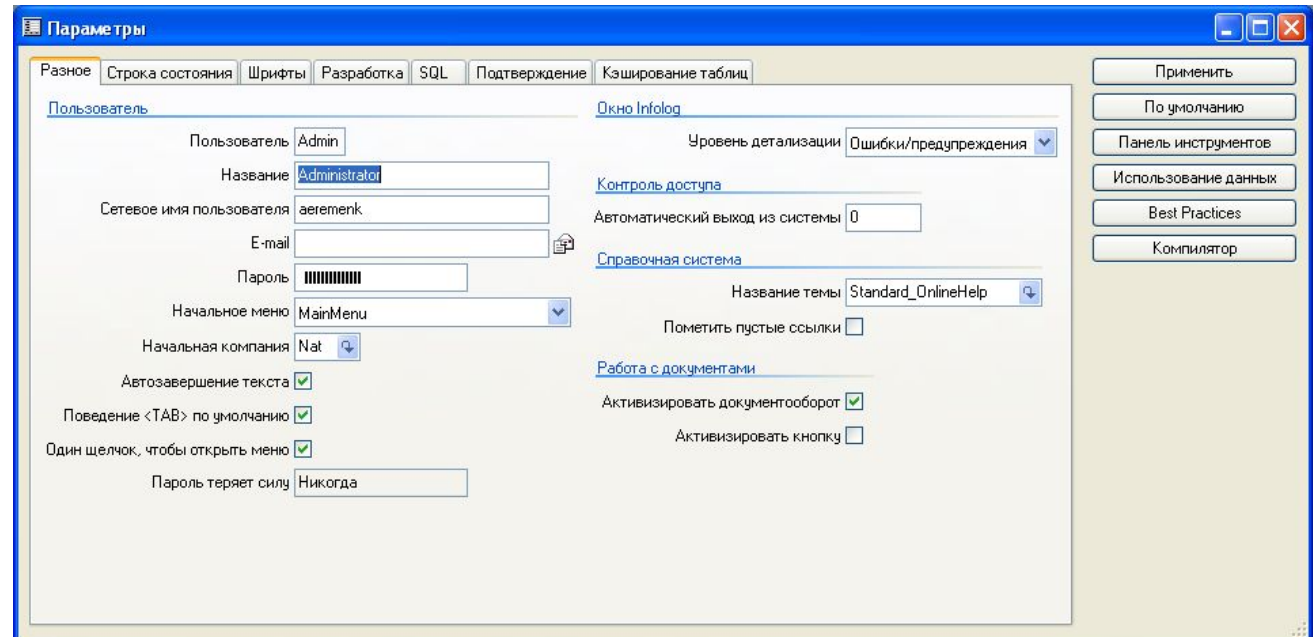 Параметры
Разное Строка состояния Шрифты Разработка SQL Подтверждение Кэширование таблиц
Пользователь
Пользователь Admin
Название Administrator
Сетевое имя пользователя aeremenk
E-mail
Пароль
Начальное меню MainMenu
Начальная компания Nat
Автозавершение текста
Поведение <TAB> по умолчанию
Один щелчок, чтобы открыть меню
Пароль теряет силу Никогда
Окно Infolog
Уровень детализации Ошибки/предупреждения
Контроль доступа
Автоматический выход из системы 0
Справочная система
Название темы Standard_OnlineHelp
Пометить пустые ссылки
Работа с документами
Активизировать документооборот
Активизировать кнопку
Применить
По умолчанию
Панель инструментов
Использование данных
Best Practices
Компилятор